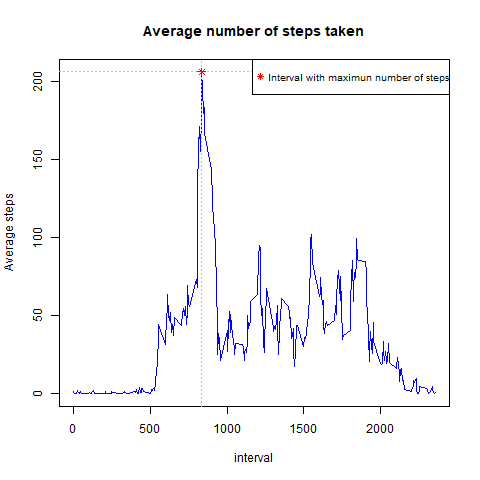 Average number of steps taken
Interval with maximun number of steps
Average steps
200
150
100
50
0
0 500 1000 1500 2000
interval